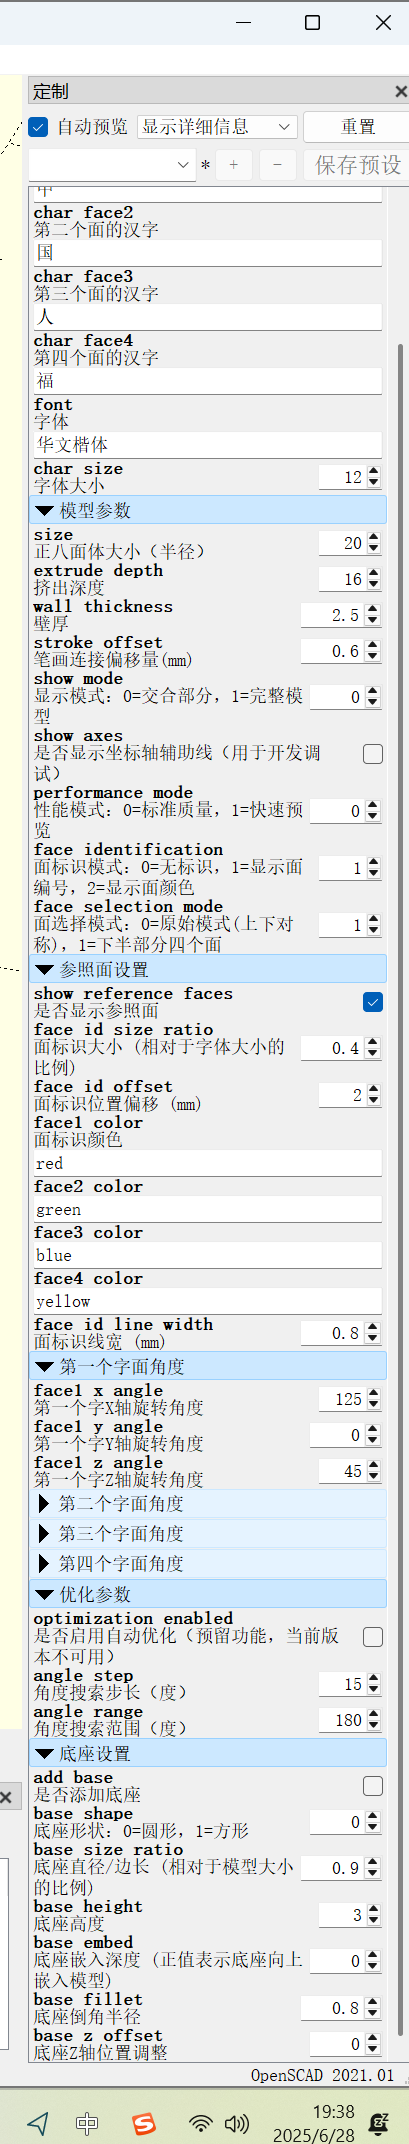 定制
自动预览 显示详细信息 重置
* + - 保存预设
中
char face2
第二个面的汉字
国
char face3
第三个面的汉字
人
char face4
第四个面的汉字
福
font
字体
华文楷体
char size
字体大小 12
模型参数
size
正八面体大小（半径） 20
extrude depth
挤出深度 16
wall thickness
壁厚 2.5
stroke offset
笔画连接偏移量(mm) 0.6
show mode
显示模式: 0=交合部分, 1=完整模 0
型
show axes
是否显示坐标轴辅助线（用于开发调
试）
performance mode
性能模式: 0=标准质量, 1=快速预 0
览
face identification
面标识模式: 0=无标识, 1=显示面 1
编号, 2=显示面颜色
face selection mode
面选择模式: 0=原始模式(上下对 1
称), 1=下半部分四个面
参照面设置
show reference faces
是否显示参照面
face id size ratio
面标识大小 (相对于字体大小的 0.4
比例)
face id offset
面标识位置偏移 (mm) 2
face1 color
面标识颜色
red
face2 color
green
face3 color
blue
face4 color
yellow
face id line width
面标识线宽 (mm) 0.8
第一个字面角度
face1 x angle
第一个字X轴旋转角度 125
face1 y angle
第一个字Y轴旋转角度 0
face1 z angle
第一个字Z轴旋转角度 45
第二个字面角度
第三个字面角度
第四个字面角度
优化参数
optimization enabled
是否启用自动优化（预留功能, 当前版
本不可用）
angle step
角度搜索步长（度） 15
angle range
角度搜索范围（度） 180
底座设置
add base
是否添加底座
base shape
底座形状: 0=圆形, 1=方形 0
base size ratio
底座直径/边长 (相对于模型大小 0.9
的比例)
base height
底座高度 3
base embed
底座嵌入深度 (正值表示底座向上 0
嵌入模型)
base fillet
底座倒角半径 0.8
base z offset
底座Z轴位置调整 0
OpenSCAD 2021.01
中 S 19:38
2025/6/28